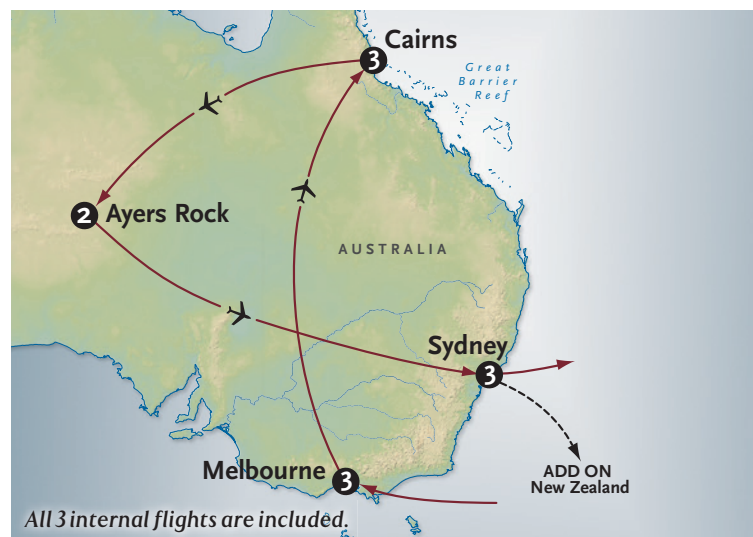 Cairns
3
Great
Barrier
Reef
2 Ayers Rock
AUSTRALIA
Sydney
3
Melbourne 3
ADD ON
New Zealand
All 3 internal flights are included.